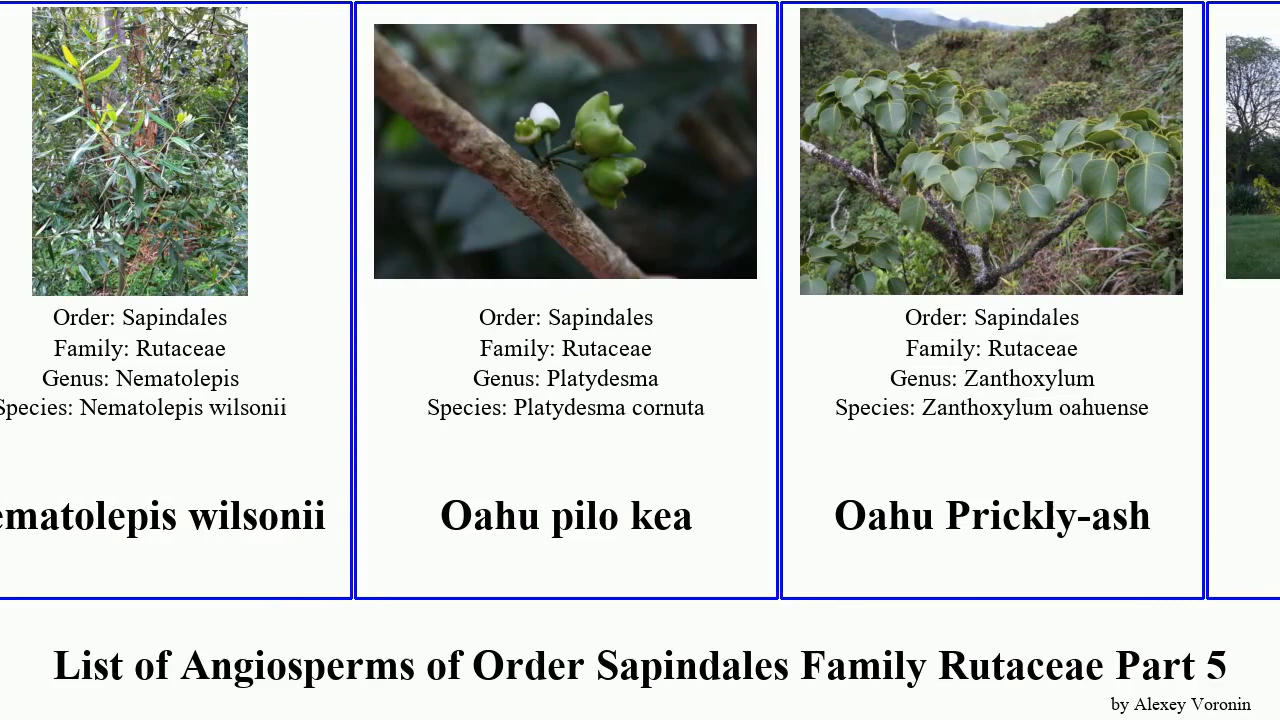 Order: Sapindales
Family: Rutaceae
Genus: Nematolepis
Species: Nematolepis wilsonii
ematolepis wilsonii
Order: Sapindales
Family: Rutaceae
Genus: Platydesma
Species: Platydesma cornuta
Oahu pilo kea
Order: Sapindales
Family: Rutaceae
Genus: Zanthoxylum
Species: Zanthoxylum oahuense
Oahu Prickly-ash
List of Angiosperms of Order Sapindales Family Rutaceae Part 5
by Alexey Voronin